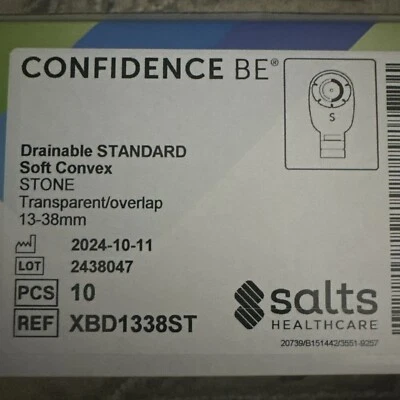 CONFIDENCE BE®
Drainable STANDARD
Soft Convex
STONE
Transparent/overlap
13-38mm
S
2024-10-11
LOT 2438047
PCS 10
REF XBD1338ST
salts
HEALTHCARE
20739/B151442/3551-9257